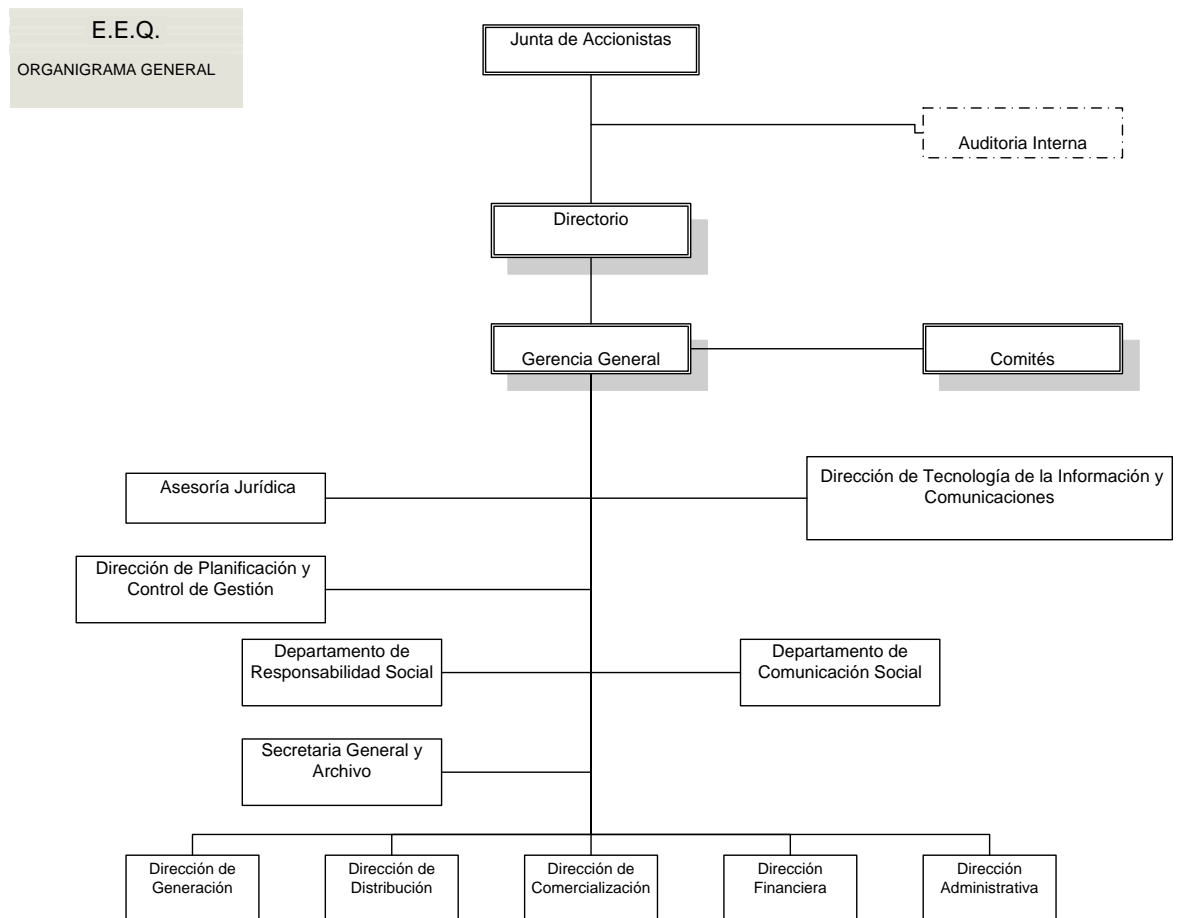 E.E.Q.
ORGANIGRAMA GENERAL
Junta de Accionistas
Auditoria Interna
Directorio
Gerencia General
Comités
Asesoría Jurídica
Dirección de Tecnología de la Información y
Comunicaciones
Dirección de Planificación y
Control de Gestión
Departamento de
Responsabilidad Social
Departamento de
Comunicación Social
Secretaria General y
Archivo
Dirección de
Generación
Dirección de
Distribución
Dirección de
Comercialización
Dirección
Financiera
Dirección
Administrativa